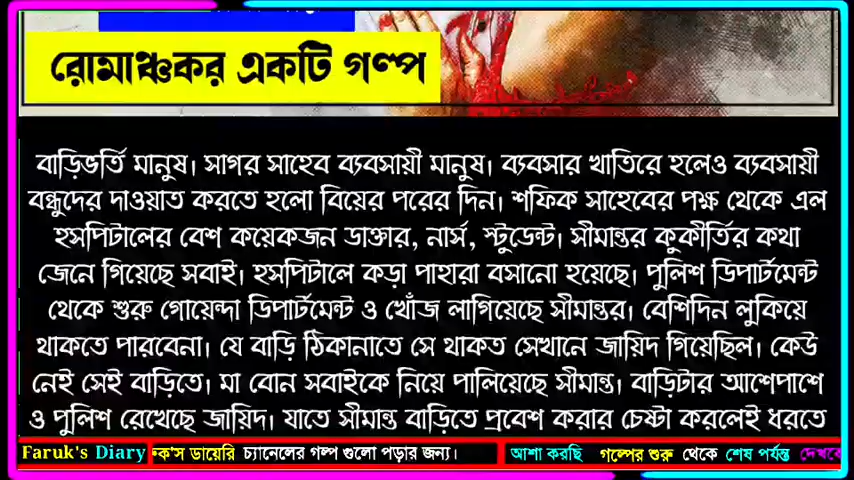 রোমাঞ্চকর একটি গল্প
বাড়িভর্তি মানুষ। সাগর সাহেব ব্যবসায়ী মানুষ। ব্যবসার খাতিরে হলেও ব্যবসায়ী
বন্ধুদের দাওয়াত করতে হলো বিয়ের পরের দিন। শফিক সাহেবের পক্ষ থেকে এল
হসপিটালের বেশ কয়েকজন ডাক্তার, নার্স, স্টুডেন্ট। সীমান্তর কুকীর্তির কথা
জেনে গিয়েছে সবাই। হসপিটালে কড়া পাহারা বসানো হয়েছে। পুলিশ ডিপার্টমেন্ট
থেকে শুরু গোয়েন্দা ডিপার্টমেন্ট ও খোঁজ লাগিয়েছে সীমান্তর। বেশিদিন লুকিয়ে
থাকতে পারবেনা। যে বাড়ি ঠিকানাতে সে থাকত সেখানে জায়িদ গিয়েছিল। কেউ
নেই সেই বাড়িতে। মা বোন সবাইকে নিয়ে পালিয়েছে সীমান্ত। বাড়িটার আশেপাশে
ও পুলিশ রেখেছে জায়িদ। যাতে সীমান্ত বাড়িতে প্রবেশ করার চেষ্টা করলেই ধরতে
Faruk's Diary ক'স ডায়েরি চ্যানেলের গল্প গুলো পড়ার জন্য। আশা করছি গল্পের শুরু থেকে শেষ পর্যন্ত